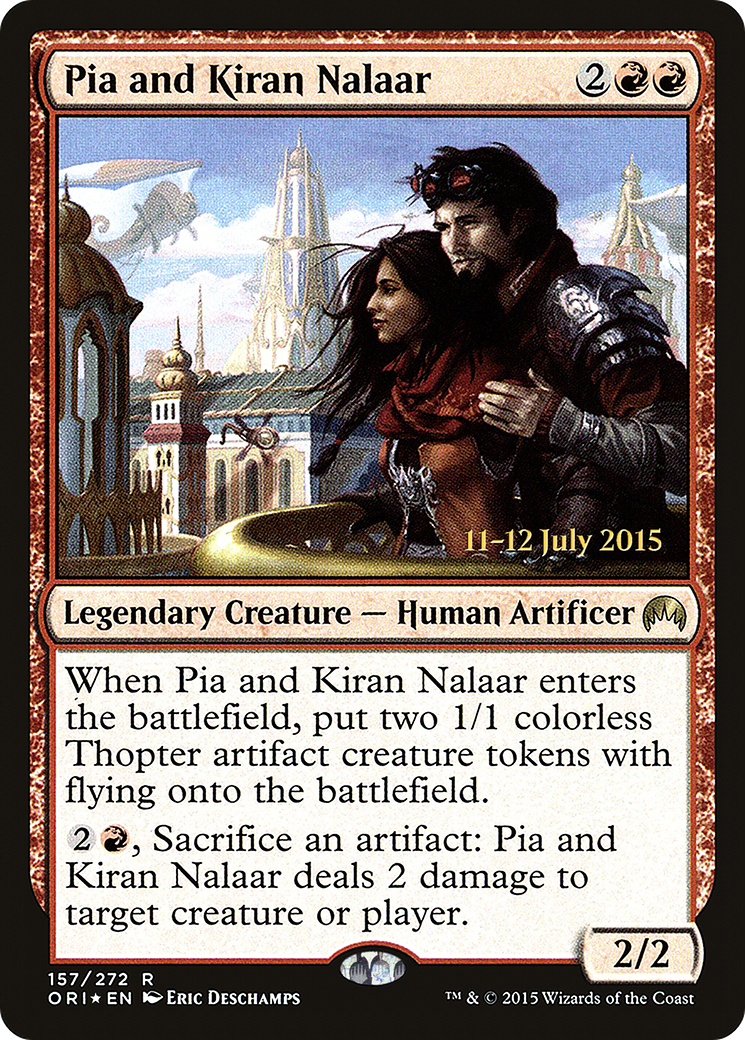 Pia and Kiran Nalaar 2
11–12 July 2015
Legendary Creature — Human Artificer
When Pia and Kiran Nalaar enters
the battlefield, put two 1/1 colorless
Thopter artifact creature tokens with
flying onto the battlefield.
2, Sacrifice an artifact: Pia and
Kiran Nalaar deals 2 damage to
target creature or player.
2/2
157/272 R
ORI★EN Eric Deschamps
™ & © 2015 Wizards of the Coast